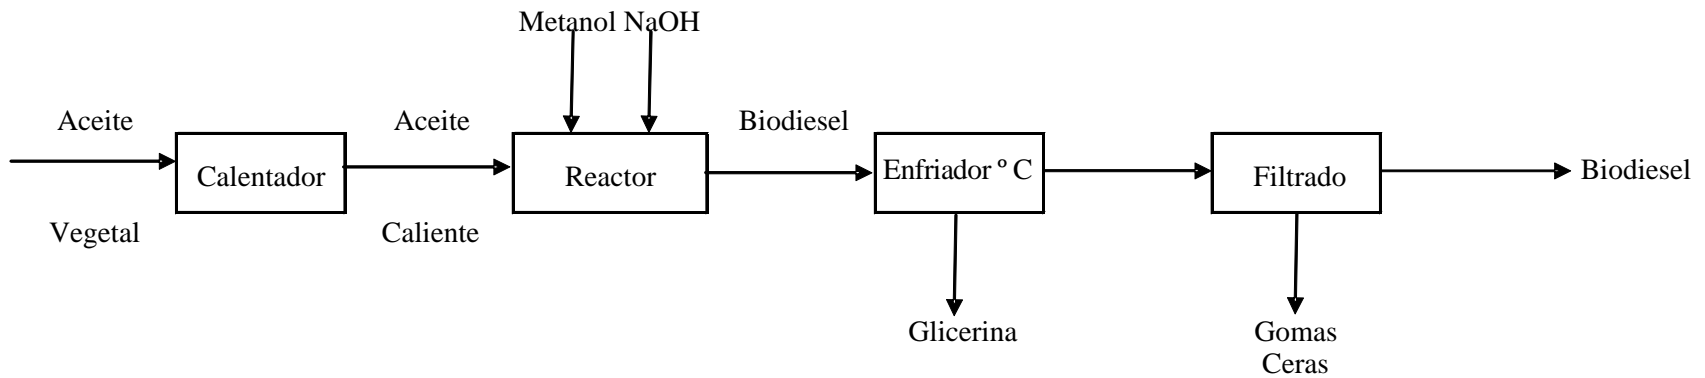 Metanol NaOH
Aceite
Aceite
Biodiesel
Calentador
Reactor
Enfriador º C
Filtrado
Biodiesel
Vegetal
Caliente
Glicerina
Gomas
Ceras